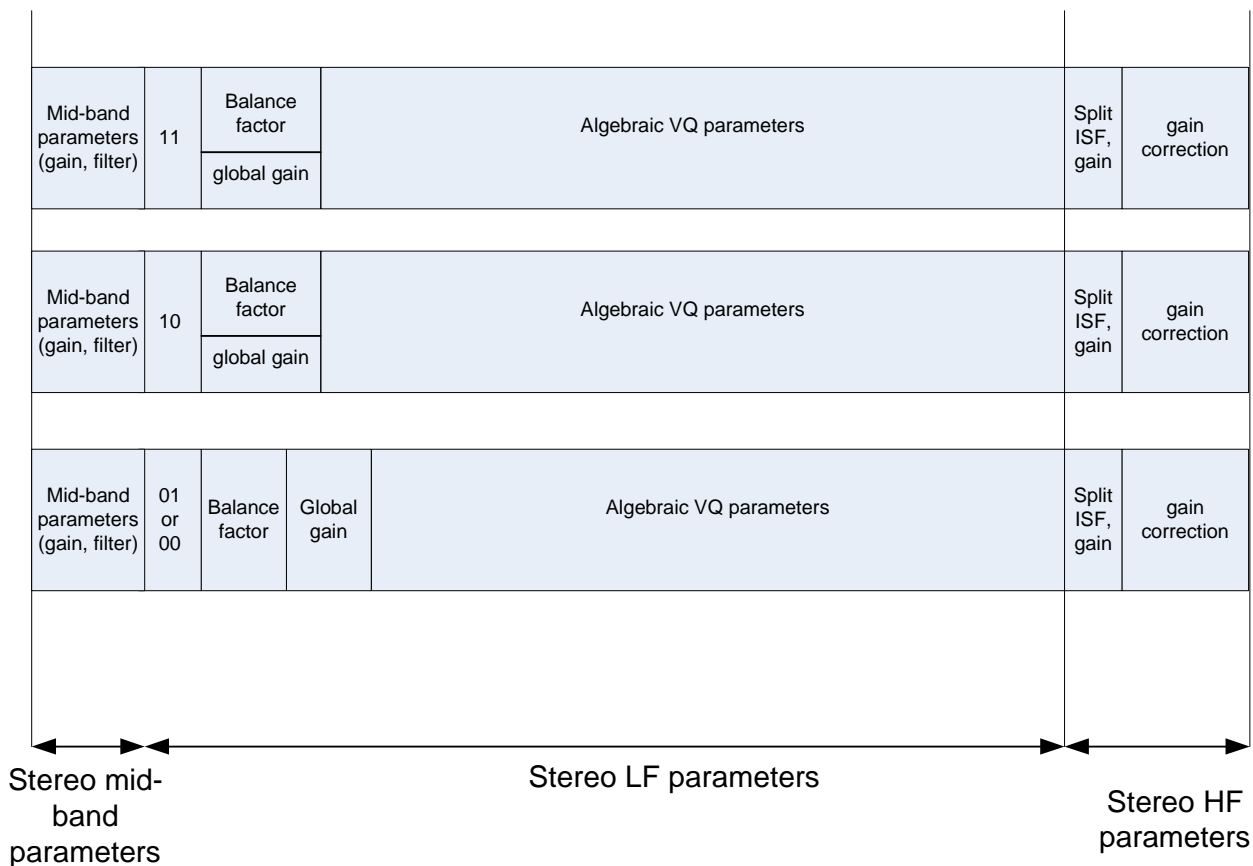 Mid-band
parameters
(gain, filter)
11
Balance
factor
global gain
Algebraic VQ parameters
Split
ISF,
gain
gain
correction
Mid-band
parameters
(gain, filter)
10
Balance
factor
global gain
Algebraic VQ parameters
Split
ISF,
gain
gain
correction
Mid-band
parameters
(gain, filter)
01
or
00
Balance
factor
Global
gain
Algebraic VQ parameters
Split
ISF,
gain
gain
correction
Stereo mid-
band
parameters
Stereo LF parameters
Stereo HF
parameters